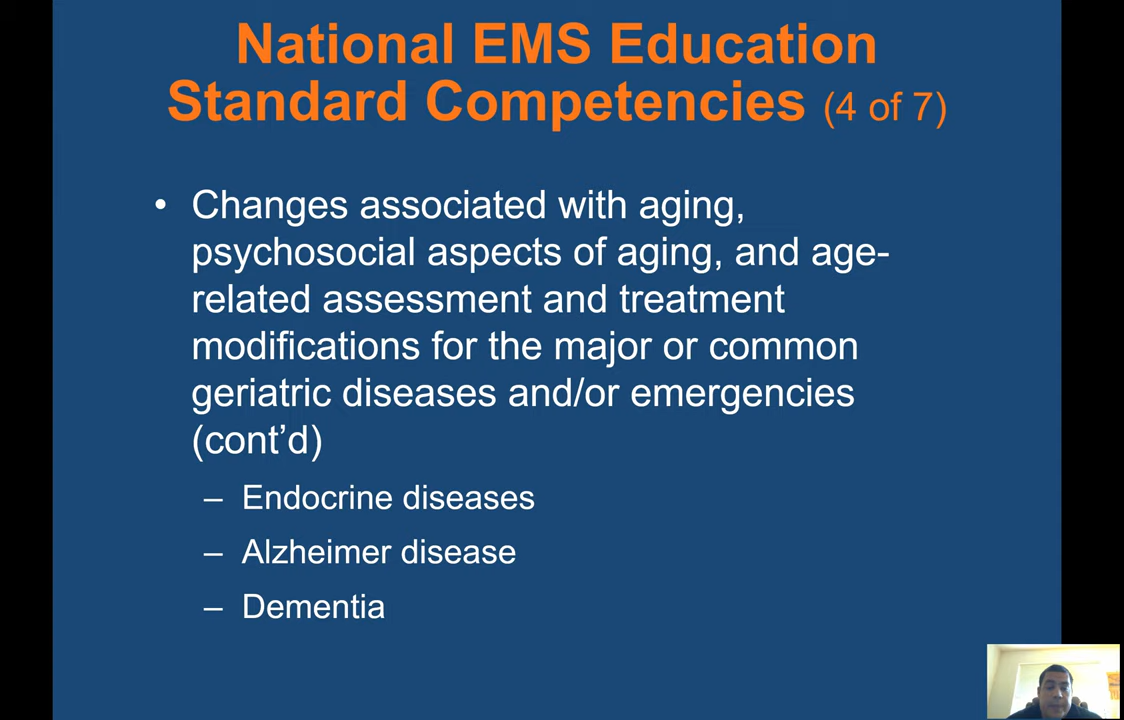 National EMS Education
Standard Competencies (4 of 7)
• Changes associated with aging,
psychosocial aspects of aging, and age-
related assessment and treatment
modifications for the major or common
geriatric diseases and/or emergencies
(cont’d)
– Endocrine diseases
– Alzheimer disease
– Dementia